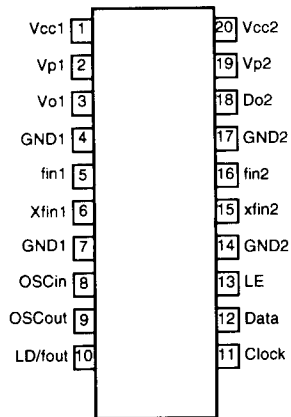 Vcc1 1 20 Vcc2
Vp1 2 19 Vp2
Vo1 3 18 Do2
GND1 4 17 GND2
fin1 5 16 fin2
Xfin1 6 15 xfin2
GND1 7 14 GND2
OSCin 8 13 LE
OSCout 9 12 Data
LD/fout 10 11 Clock